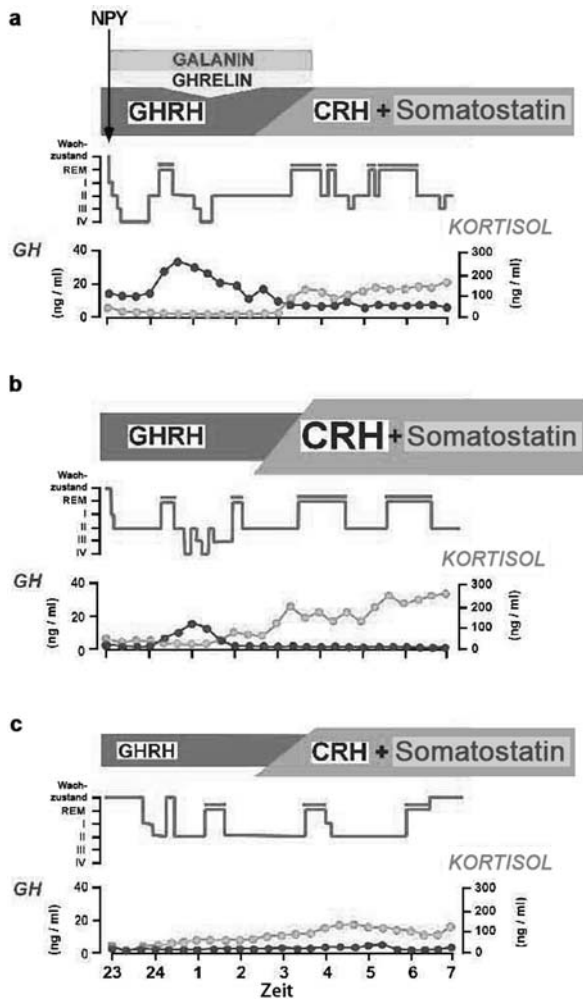 a
NPY
GALANIN
GHRELIN
GHRH
CRH + Somatostatin
Wach-
zustand
REM
I
II
III
IV
KORTISOL
GH
40
20
0
(ng / ml)
300
200
100
0
(ng / ml)
b
GHRH
CRH + Somatostatin
Wach-
zustand
REM
I
II
III
IV
KORTISOL
GH
40
20
0
(ng / ml)
300
200
100
0
(ng / ml)
c
GHRH
CRH + Somatostatin
Wach-
zustand
REM
I
II
III
IV
KORTISOL
GH
40
20
0
(ng / ml)
300
200
100
0
(ng / ml)
23 24 1 2 3 4 5 6 7
Zeit